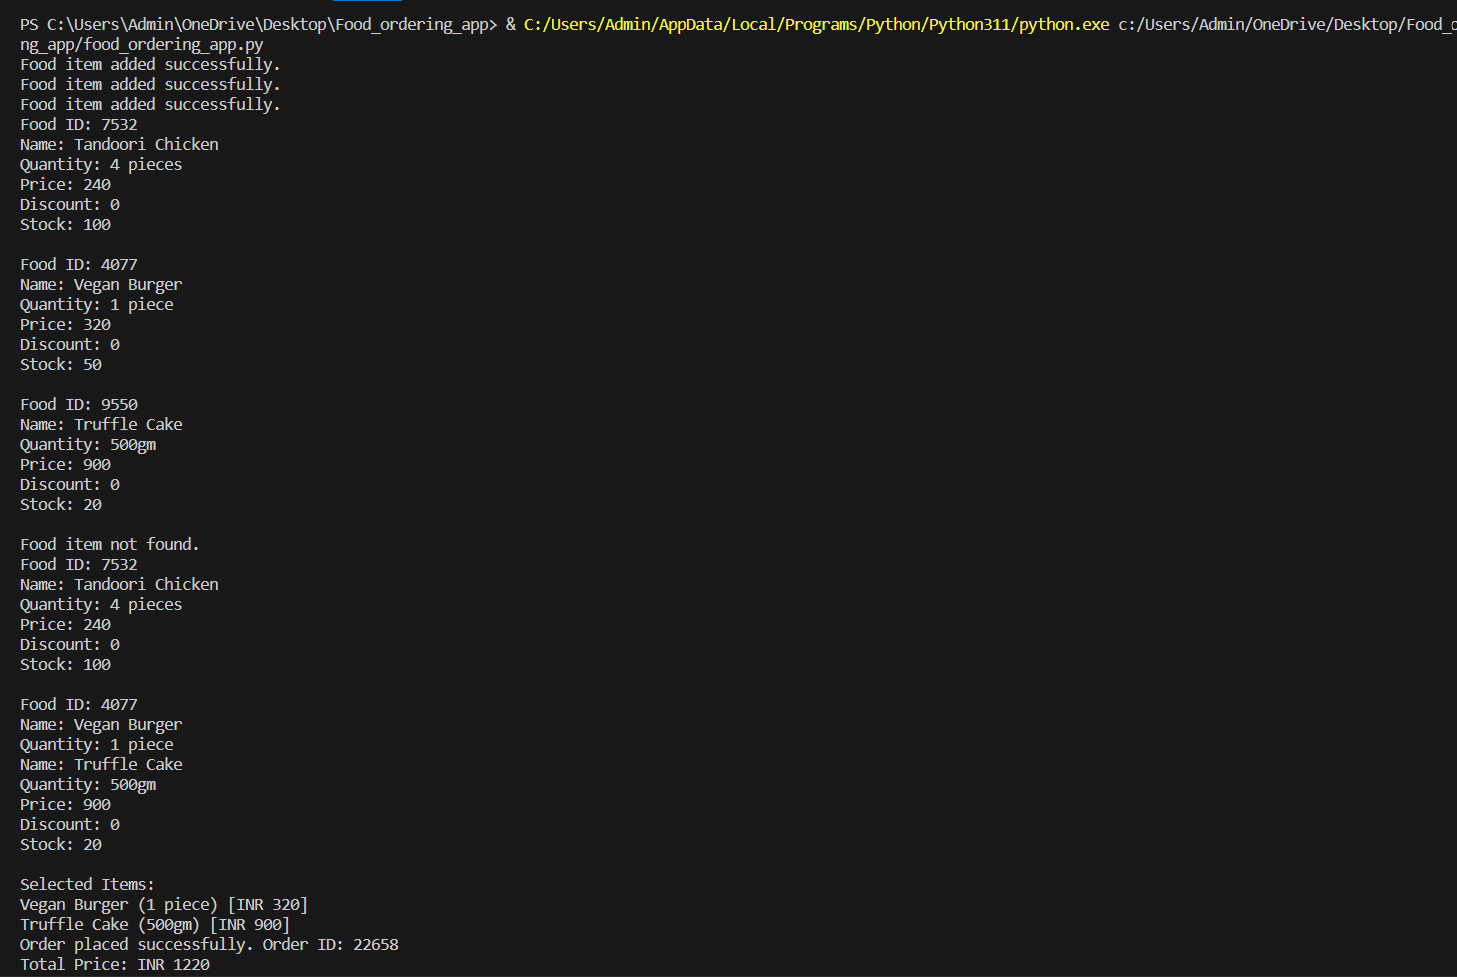 PS C:\Users\Admin\OneDrive\Desktop\Food_ordering_app> & C:/Users/Admin/AppData/Local/Programs/Python/Python311/python.exe c:/Users/Admin/OneDrive/Desktop/Food_o
ng_app/food_ordering_app.py
Food item added successfully.
Food item added successfully.
Food item added successfully.
Food ID: 7532
Name: Tandoori Chicken
Quantity: 4 pieces
Price: 240
Discount: 0
Stock: 100
Food ID: 4077
Name: Vegan Burger
Quantity: 1 piece
Price: 320
Discount: 0
Stock: 50
Food ID: 9550
Name: Truffle Cake
Quantity: 500gm
Price: 900
Discount: 0
Stock: 20
Food item not found.
Food ID: 7532
Name: Tandoori Chicken
Quantity: 4 pieces
Price: 240
Discount: 0
Stock: 100
Food ID: 4077
Name: Vegan Burger
Quantity: 1 piece
Name: Truffle Cake
Quantity: 500gm
Price: 900
Discount: 0
Stock: 20
Selected Items:
Vegan Burger (1 piece) [INR 320]
Truffle Cake (500gm) [INR 900]
Order placed successfully. Order ID: 22658
Total Price: INR 1220